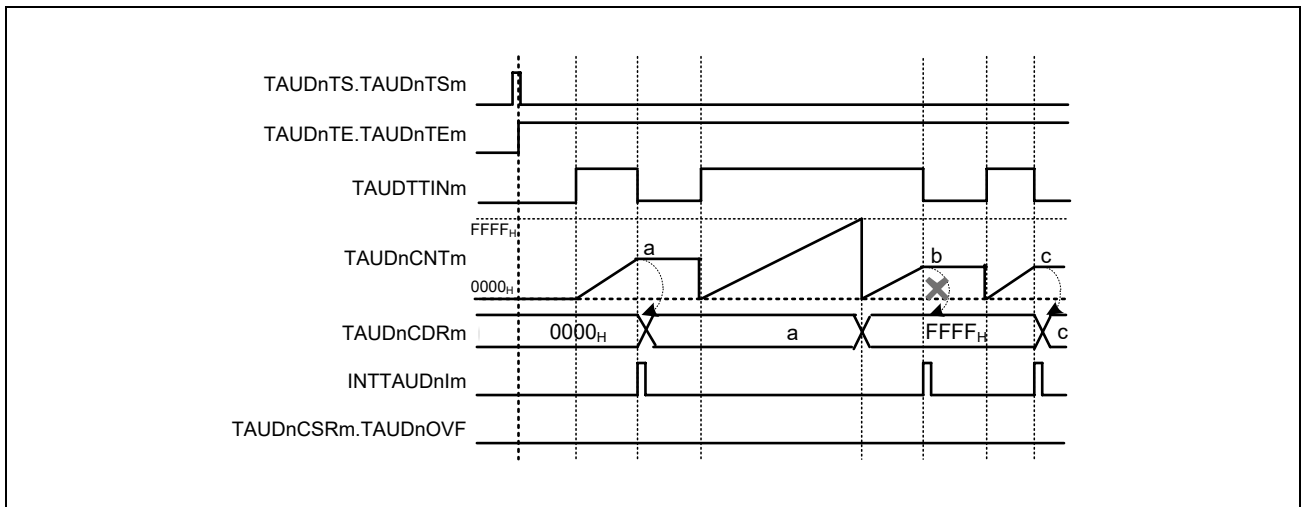 TAUDnTS.TAUDnTSm
TAUDnTE.TAUDnTEm
TAUDTTINm
FFFFH
TAUDnCNTm
a
b
c
0000H
TAUDnCDRm
0000H
a
FFFFH
c
INTTAUDnIm
TAUDnCSRm.TAUDnOVF